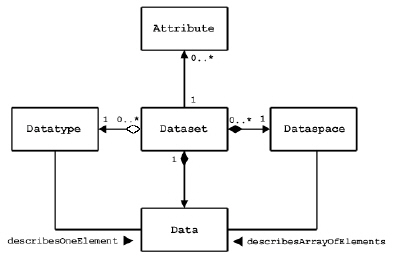 Attribute
0..*
1
Datatype
1 0..*
Dataset
0..* 1
Dataspace
1
Data
describesOneElement
describesArrayOfElements